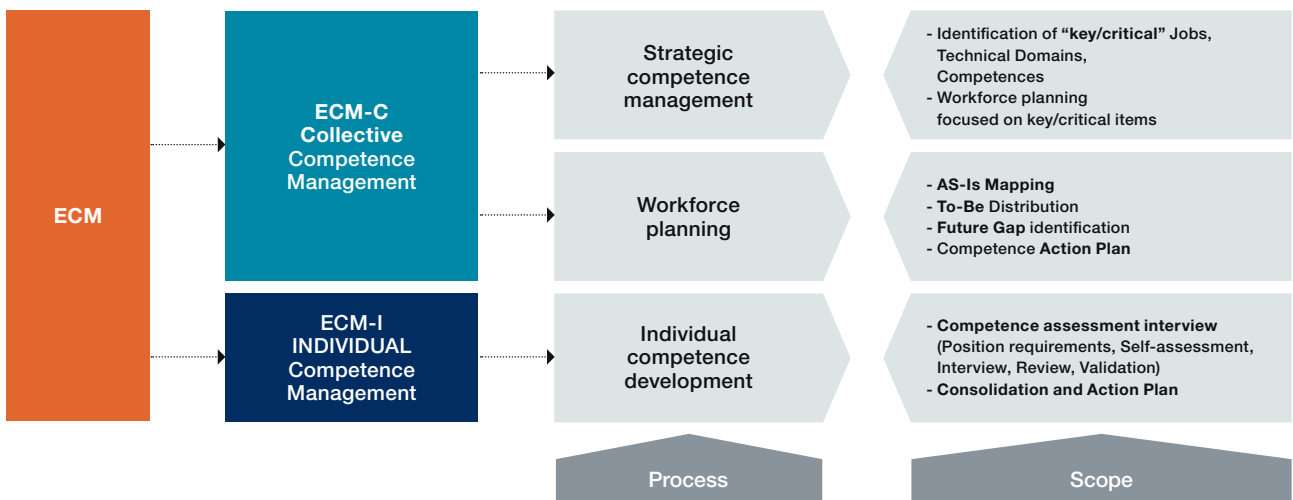 ECM
ECM-C
Collective
Competence
Management
ECM-I
INDIVIDUAL
Competence
Management
Strategic
competence
management
- Identification of “key/critical” Jobs,
Technical Domains,
Competences
- Workforce planning
focused on key/critical items
Workforce
planning
- AS-Is Mapping
- To-Be Distribution
- Future Gap identification
- Competence Action Plan
Individual
competence
development
- Competence assessment interview
(Position requirements, Self-assessment,
Interview, Review, Validation)
- Consolidation and Action Plan
Process
Scope